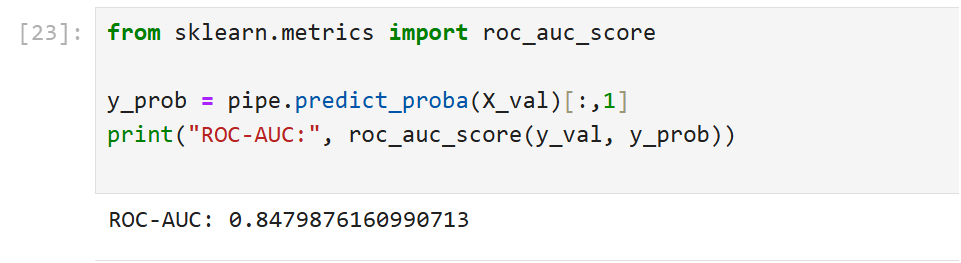 [23]:
from sklearn.metrics import roc_auc_score
y_prob = pipe.predict_proba(X_val)[:,1]
print("ROC-AUC:", roc_auc_score(y_val, y_prob))
ROC-AUC: 0.8479876160990713